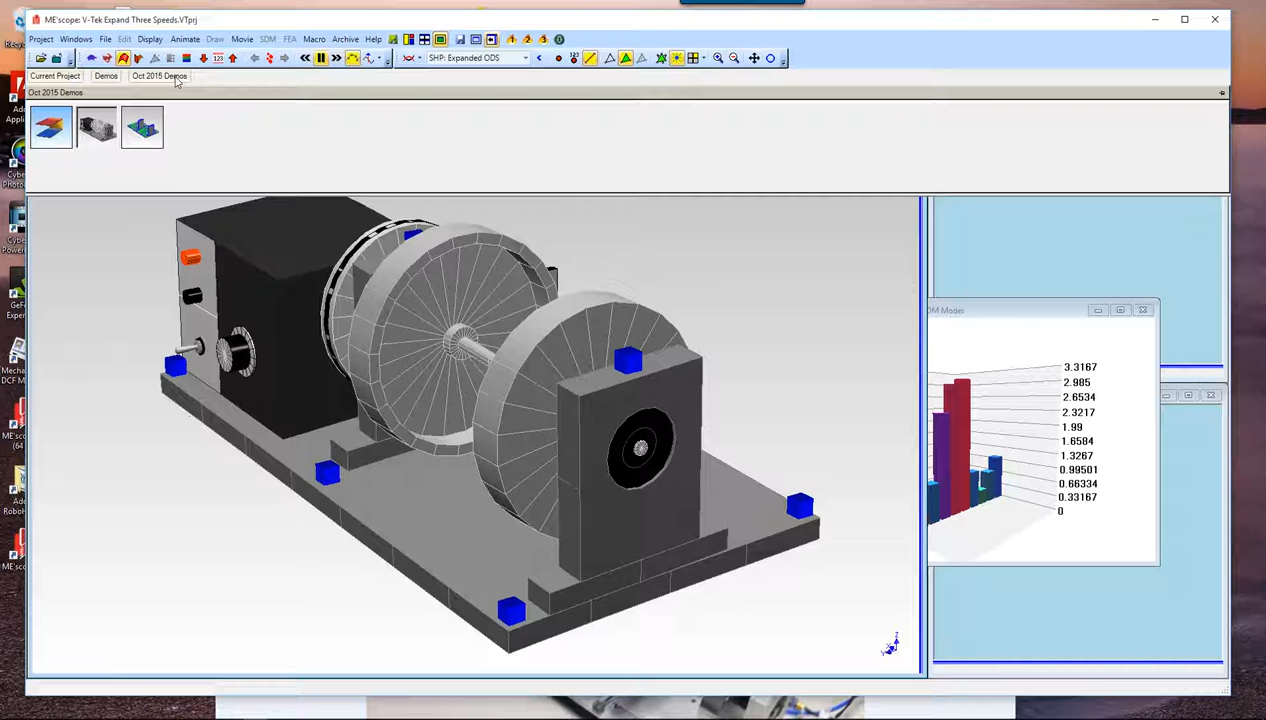 ME'scope: V-Tek Expand Three Speeds.VTprj
Project Windows File Edit Display Animate Draw Movie SDM FEA Macro Archive Help
SHP: Expanded ODS
Current Project Demos Oct 2015 Demos
Oct 2015 Demos
Modes
3.3167
2.985
2.6534
2.3217
1.99
1.6584
1.3267
0.99501
0.66334
0.33167
0